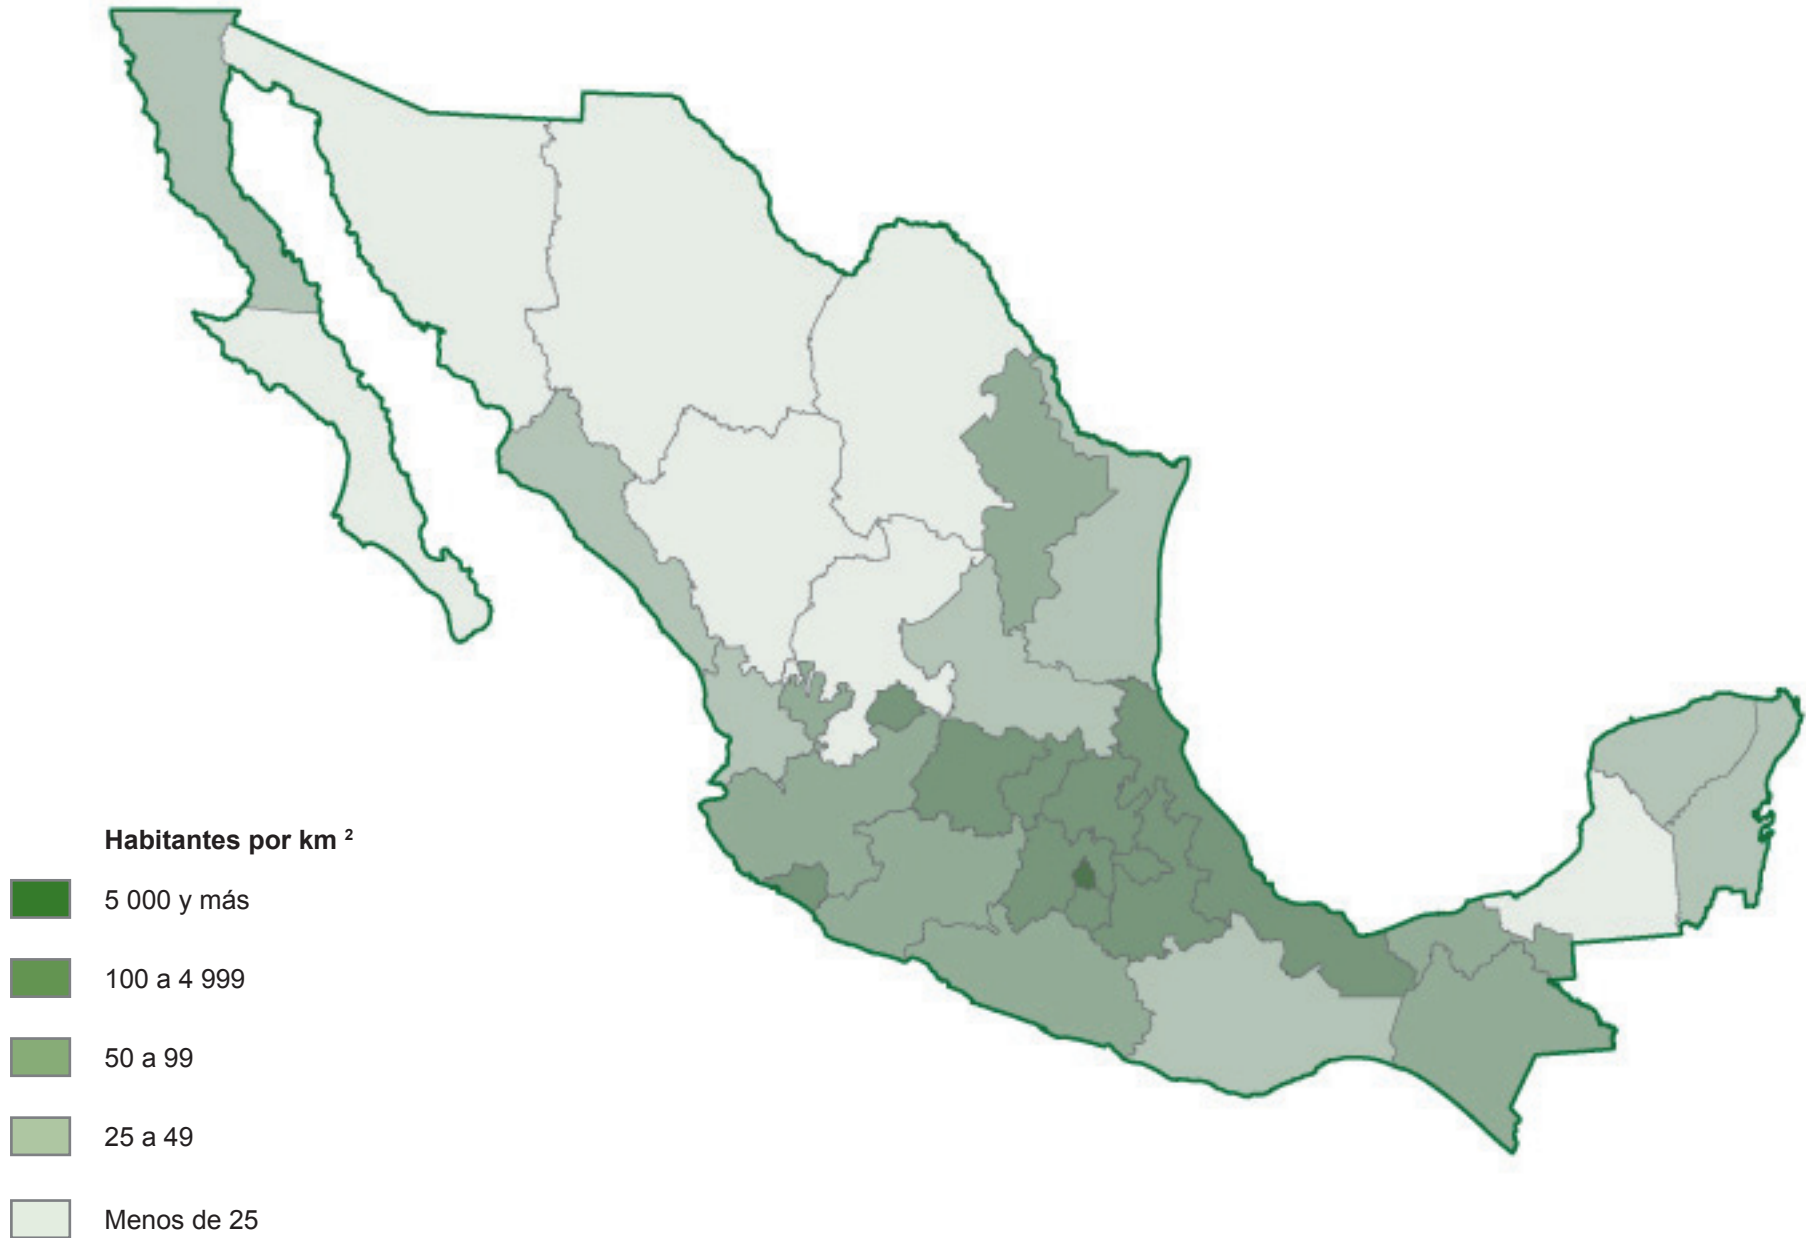 Habitantes por km ²
5 000 y más
100 a 4 999
50 a 99
25 a 49
Menos de 25